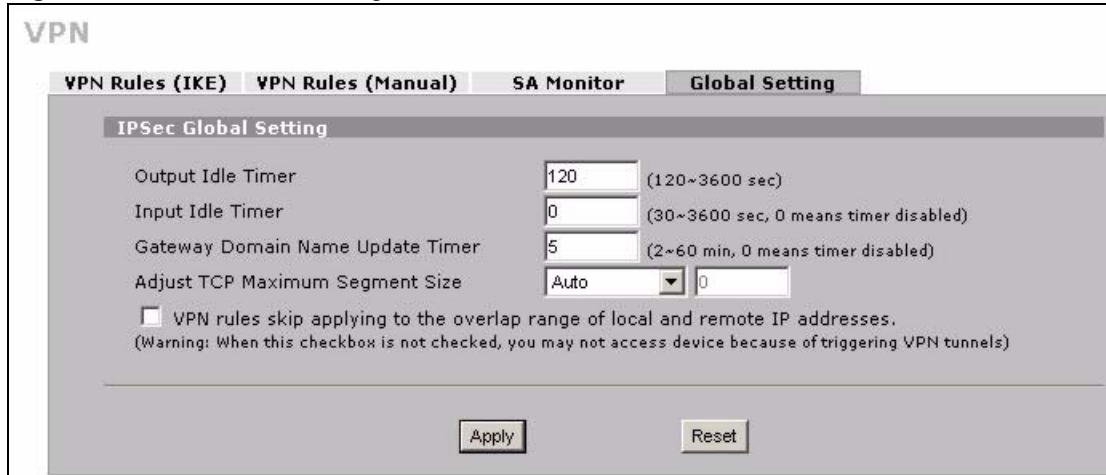 VPN
VPN Rules (IKE) VPN Rules (Manual) SA Monitor Global Setting
IPSec Global Setting
Output Idle Timer 120 (120~3600 sec)
Input Idle Timer 0 (30~3600 sec, 0 means timer disabled)
Gateway Domain Name Update Timer 5 (2~60 min, 0 means timer disabled)
Adjust TCP Maximum Segment Size Auto 0
VPN rules skip applying to the overlap range of local and remote IP addresses.
(Warning: When this checkbox is not checked, you may not access device because of triggering VPN tunnels)
Apply Reset